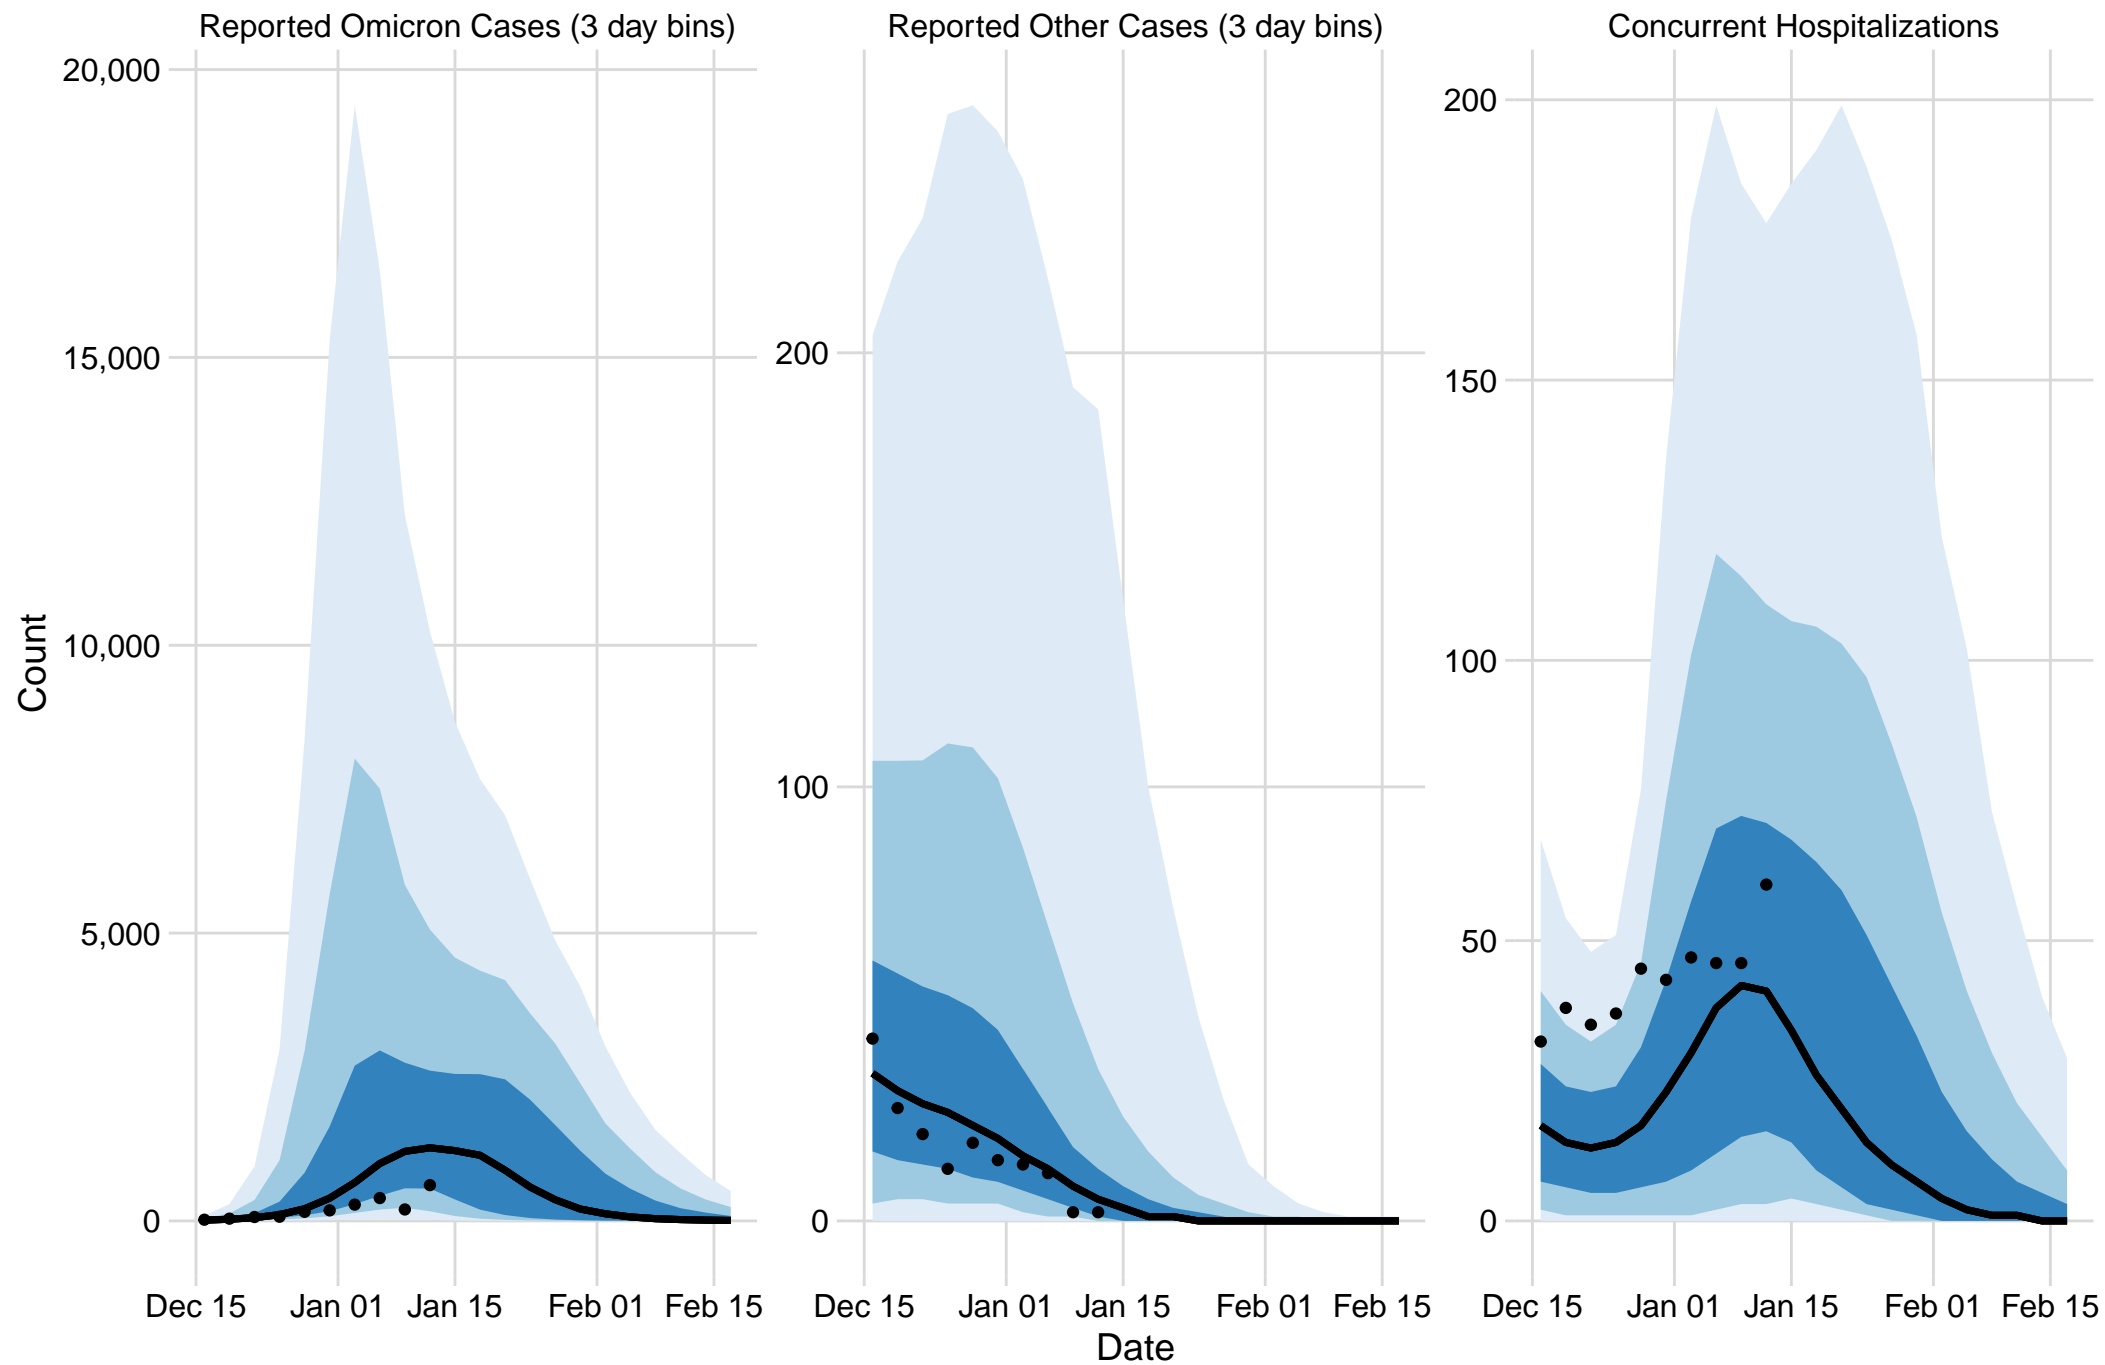 Reported Omicron Cases (3 day bins)
Reported Other Cases (3 day bins)
Concurrent Hospitalizations
Count
20,000
15,000
10,000
5,000
0
200
100
0
200
150
100
50
0
Dec 15 Jan 01 Jan 15 Feb 01 Feb 15
Dec 15 Jan 01 Jan 15 Feb 01 Feb 15
Dec 15 Jan 01 Jan 15 Feb 01 Feb 15
Date